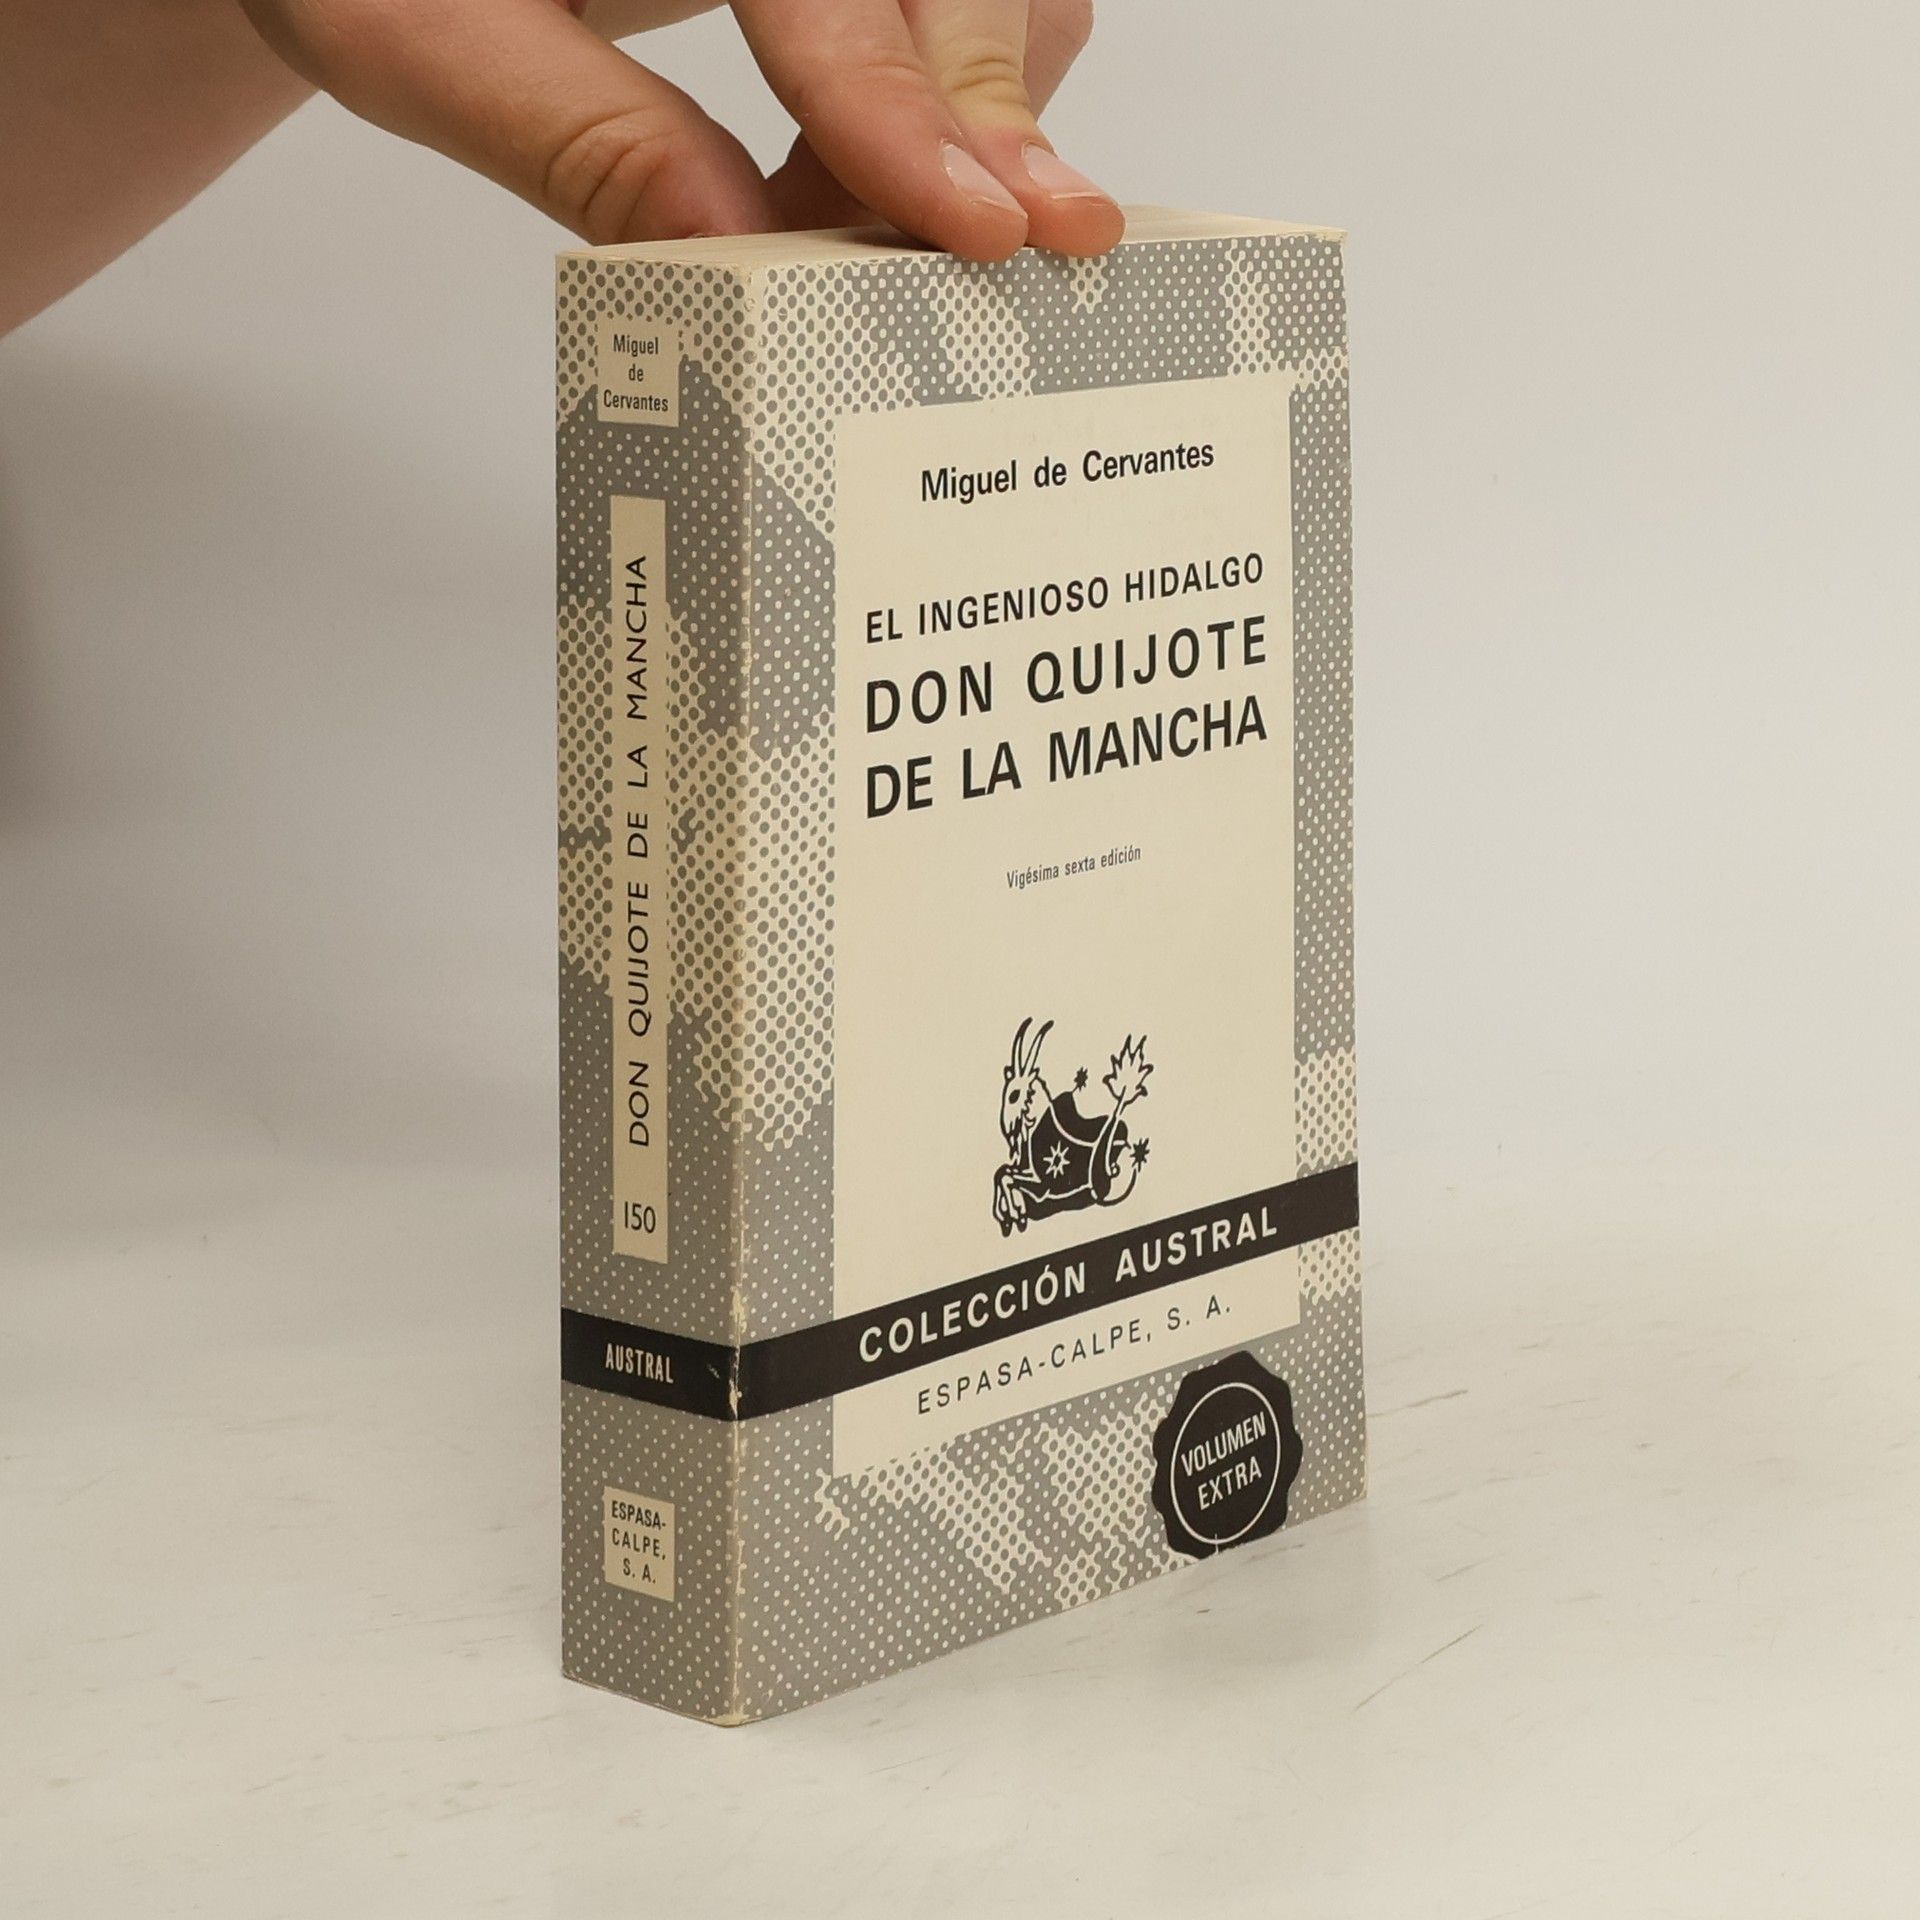 Miguel
de
Cervantes
DON QUIJOTE DE LA MANCHA
150
AUSTRAL
ESPASA-
CALPE,
S. A.
Miguel de Cervantes
EL INGENIOSO HIDALGO
DON QUIJOTE
DE LA MANCHA
Vigésima sexta edición
COLECCIÓN AUSTRAL
ESPASA-CALPE, S. A.
VOLUMEN
EXTRA